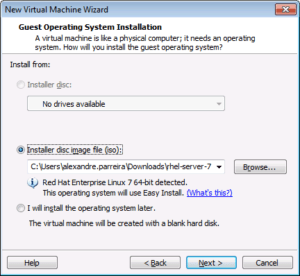 New Virtual Machine Wizard
Guest Operating System Installation
A virtual machine is like a physical computer; it needs an operating
system. How will you install the guest operating system?
Install from:
Installer disc:
No drives available
Installer disc image file (iso):
C:\Users\alexandre.parreira\Downloads\rhel-server-7
Browse...
Red Hat Enterprise Linux 7 64-bit detected.
This operating system will use Easy Install. (What's this?)
I will install the operating system later.
The virtual machine will be created with a blank hard disk.
Help
< Back
Next >
Cancel